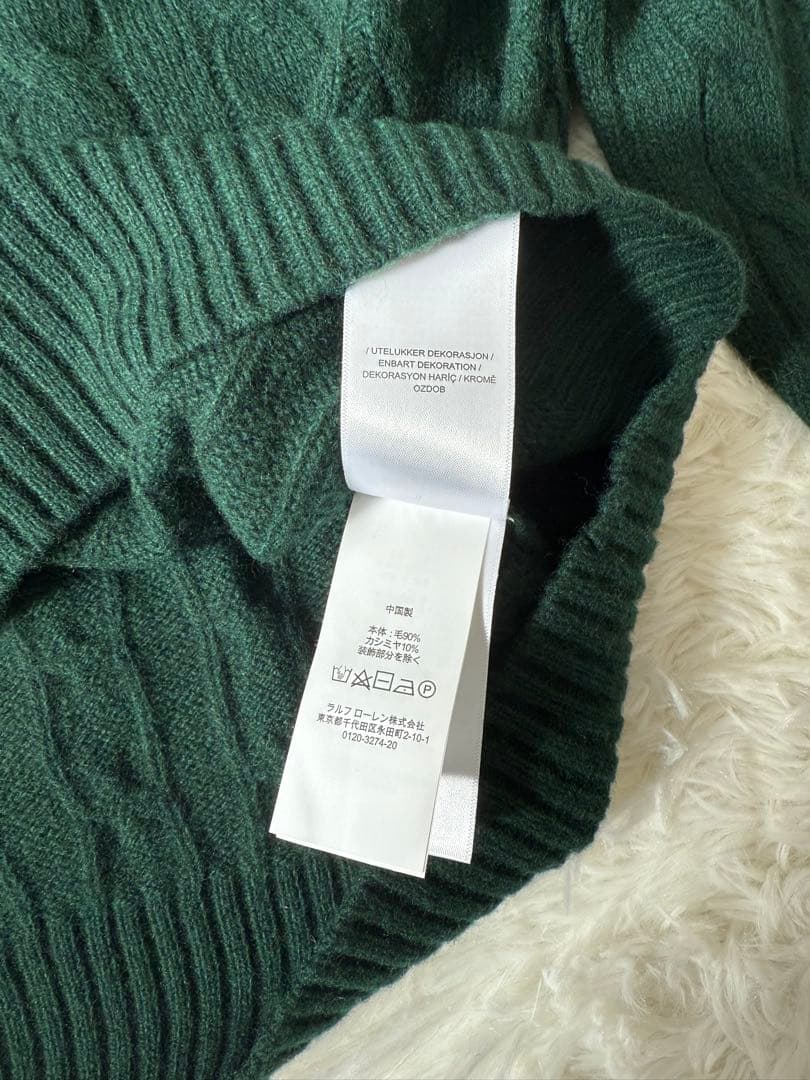 / UTELUKKER DEKORASJON /
ENBART DEKORATION /
DEKORASYON HARİÇ / KROMĚ
OZDOB
中国製
本体 : 毛90%
カシミヤ10%
装飾部分を除く
ラルフ ローレン株式会社
東京都千代田区永田町2-10-1
0120-3274-20